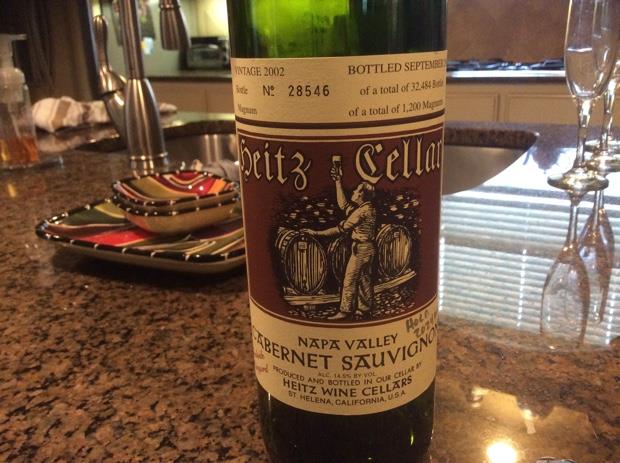 VINTAGE 2002 BOTTLED SEPTEMBER
Bottle Nº 28546 of a total of 32,484 Bottle
Magnum of a total of 1,200 Magnum
Heitz Cellar
NAPA VALLEY
CABERNET SAUVIGNON
ALC. 14.5% BY VOL.
PRODUCED AND BOTTLED IN OUR CELLAR BY
HEITZ WINE CELLARS
ST. HELENA, CALIFORNIA, U.S.A.
HOLD